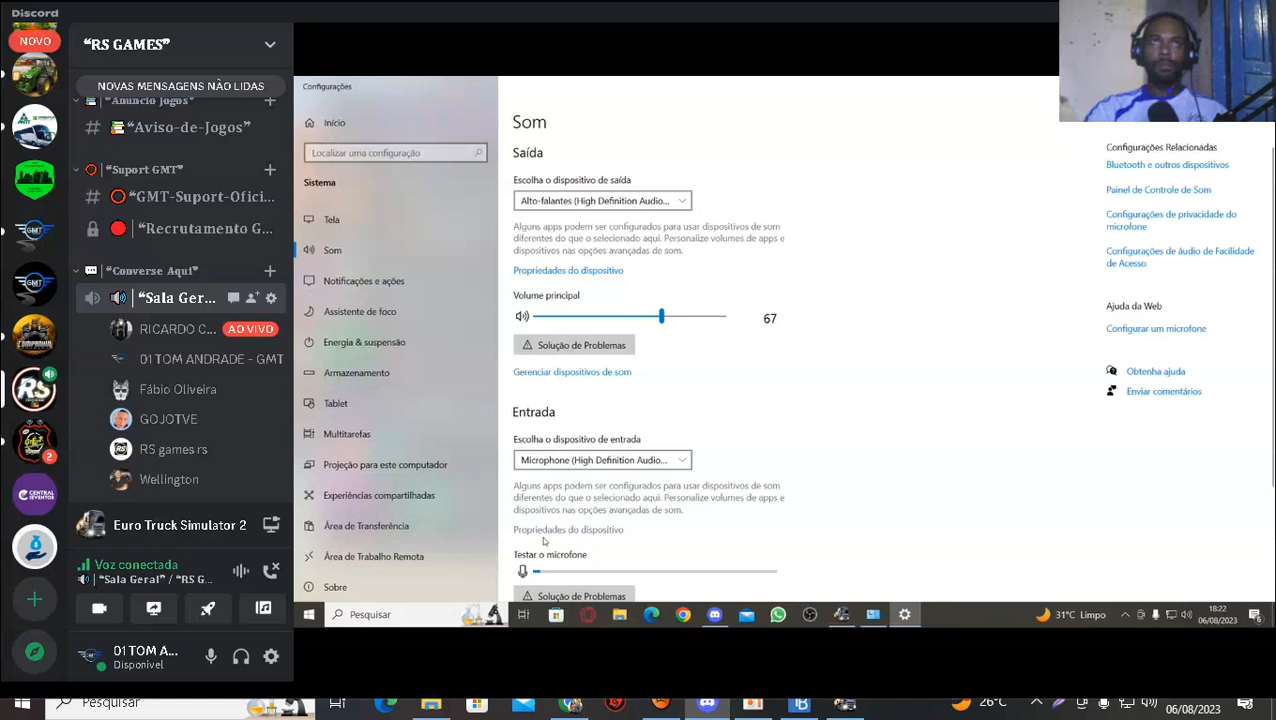 Discord
NOVO
“RS GAMES”
NOVAS MENSAGENS NÃO LIDAS
"Anúncio jogos"
# “Aviso-de-Jogos”
"Suporte GMT"
“GMT-Suport-Ofic...
“Recrutamento G...
"Converse Aqui"
“Sala Ger...
RICARDO C...
AO VIVO
01 TOM ANDRADE - GMT
Fábio Oliveira
GOJOTVE
RS games rs
2
Wellington
CENTRAL
Euro Truck Simulator 2
Voz conectada
"Sala Geral" / "RS G...
01 TOM A...
Disponível
Configurações
Início
Localizar uma configuração
Sistema
Tela
Som
Notificações e ações
Assistente de foco
Energia & suspensão
Armazenamento
Tablet
Multitarefas
Projeção para este computador
Experiências compartilhadas
Área de Transferência
Área de Trabalho Remota
Sobre
Som
Saída
Escolha o dispositivo de saída
Alto-falantes (High Definition Audio...
Alguns apps podem ser configurados para usar dispositivos de som
diferentes do que o selecionado aqui. Personalize volumes de apps e
dispositivos nas opções avançadas de som.
Propriedades do dispositivo
Volume principal
67
Solução de Problemas
Gerenciar dispositivos de som
Entrada
Escolha o dispositivo de entrada
Microphone (High Definition Audio...
Alguns apps podem ser configurados para usar dispositivos de som
diferentes do que o selecionado aqui. Personalize volumes de apps e
dispositivos nas opções avançadas de som.
Propriedades do dispositivo
Testar o microfone
Solução de Problemas
Configurações Relacionadas
Bluetooth e outros dispositivos
Painel de Controle de Som
Configurações de privacidade do
microfone
Configurações de áudio de Facilidade
de Acesso
Ajuda da Web
Configurar um microfone
Obtenha ajuda
Enviar comentários
Pesquisar
31°C Limpo
18:22
06/08/2023
6
Pesquisar
26°C
06/08/2023